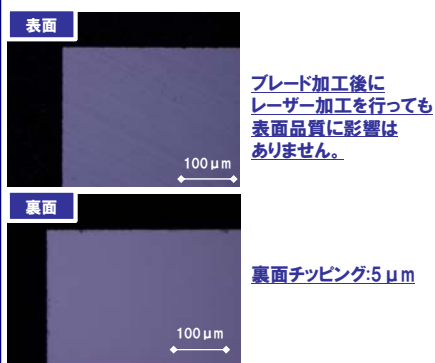 表面
ブレード加工後に
レーザー加工を行っても
表面品質に影響は
ありません。
100μm
裏面
裏面チッピング:5μm
100μm